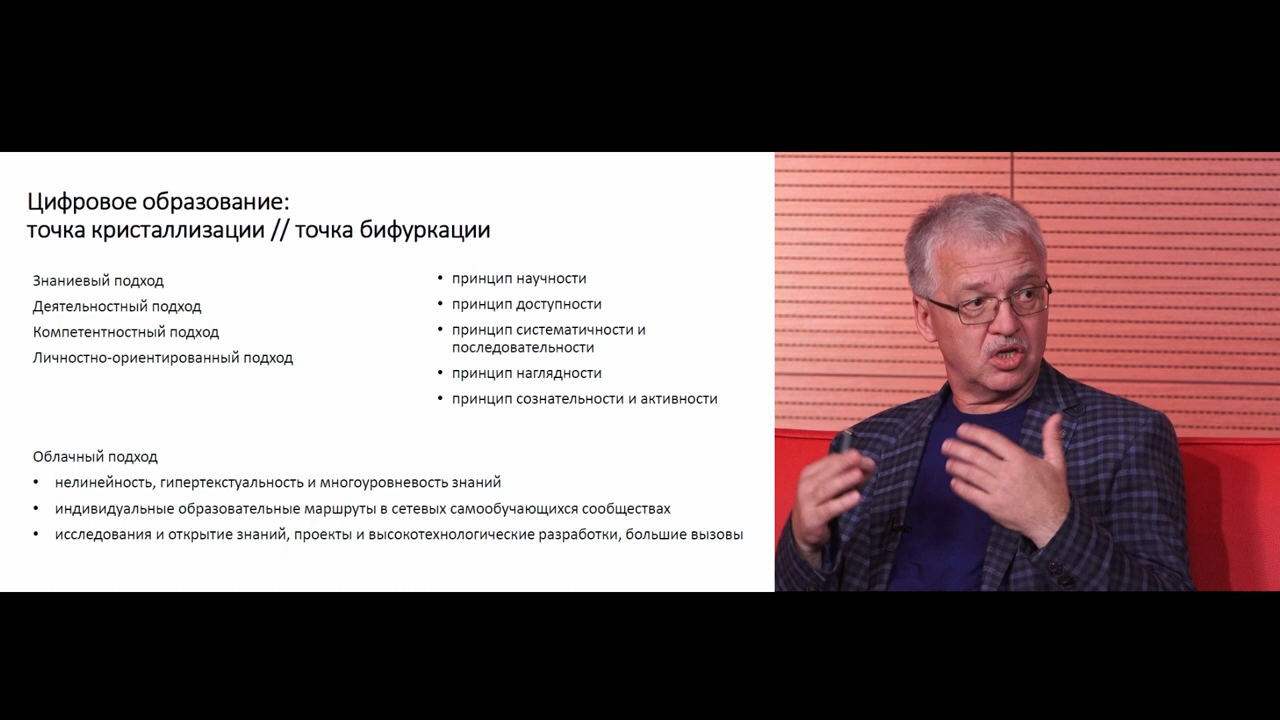 Цифровое образование:
точка кристаллизации // точка бифуркации
Знаниевый подход
Деятельностный подход
Компетентностный подход
Личностно-ориентированный подход
• принцип научности
• принцип доступности
• принцип систематичности и
последовательности
• принцип наглядности
• принцип сознательности и активности
Облачный подход
• нелинейность, гипертекстуальность и многоуровневость знаний
• индивидуальные образовательные маршруты в сетевых самообучающихся сообществах
• исследования и открытие знаний, проекты и высокотехнологические разработки, большие вызовы